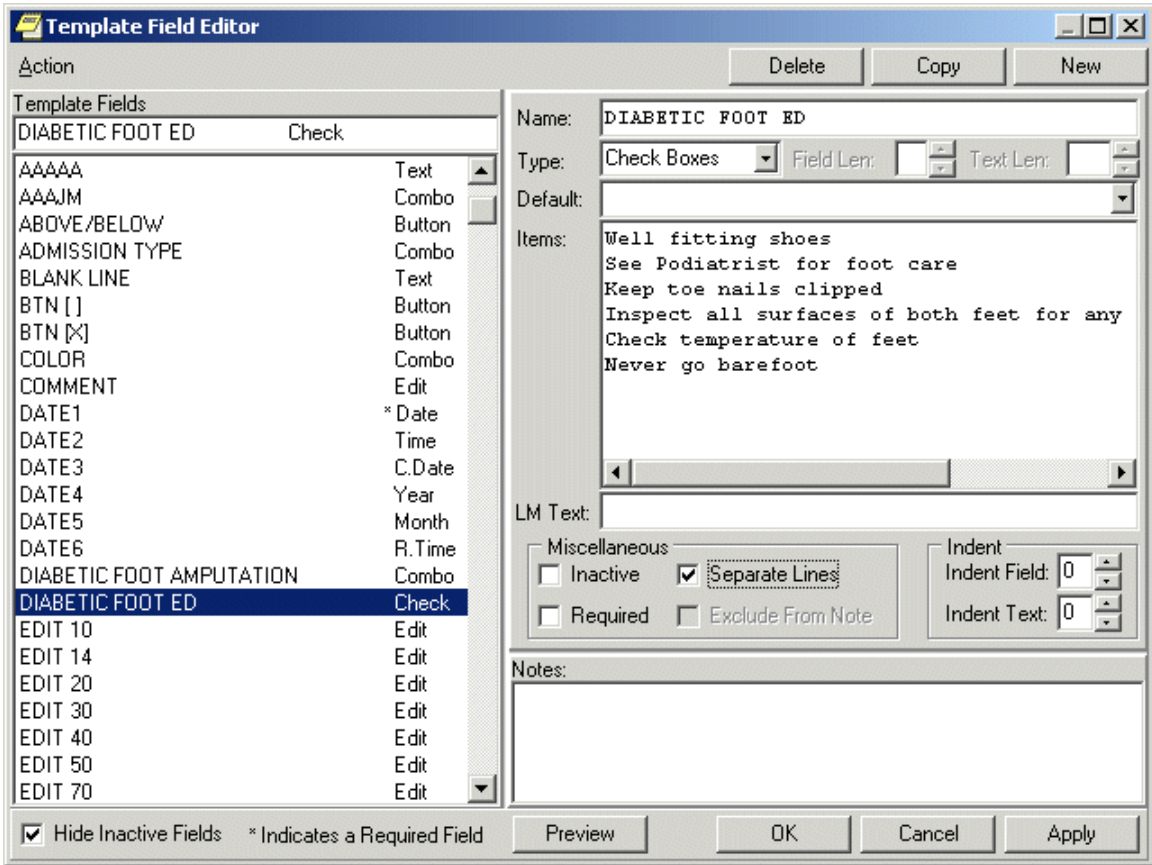 Template Field Editor
Action Delete Copy New
Template Fields
DIABETIC FOOT ED Check
AAAAA Text
AAAJM Combo
ABOVE/BELOW Button
ADMISSION TYPE Combo
BLANK LINE Text
BTN [ ] Button
BTN [X] Button
COLOR Combo
COMMENT Edit
DATE1 * Date
DATE2 Time
DATE3 C.Date
DATE4 Year
DATE5 Month
DATE6 R.Time
DIABETIC FOOT AMPUTATION Combo
DIABETIC FOOT ED Check
EDIT 10 Edit
EDIT 14 Edit
EDIT 20 Edit
EDIT 30 Edit
EDIT 40 Edit
EDIT 50 Edit
EDIT 70 Edit
Name: DIABETIC FOOT ED
Type: Check Boxes Field Len: Text Len:
Default:
Items: Well fitting shoes
See Podiatrist for foot care
Keep toe nails clipped
Inspect all surfaces of both feet for any
Check temperature of feet
Never go barefoot
LM Text:
Miscellaneous
Inactive Separate Lines
Required Exclude From Note
Indent
Indent Field: 0
Indent Text: 0
Notes:
Hide Inactive Fields * Indicates a Required Field Preview OK Cancel Apply